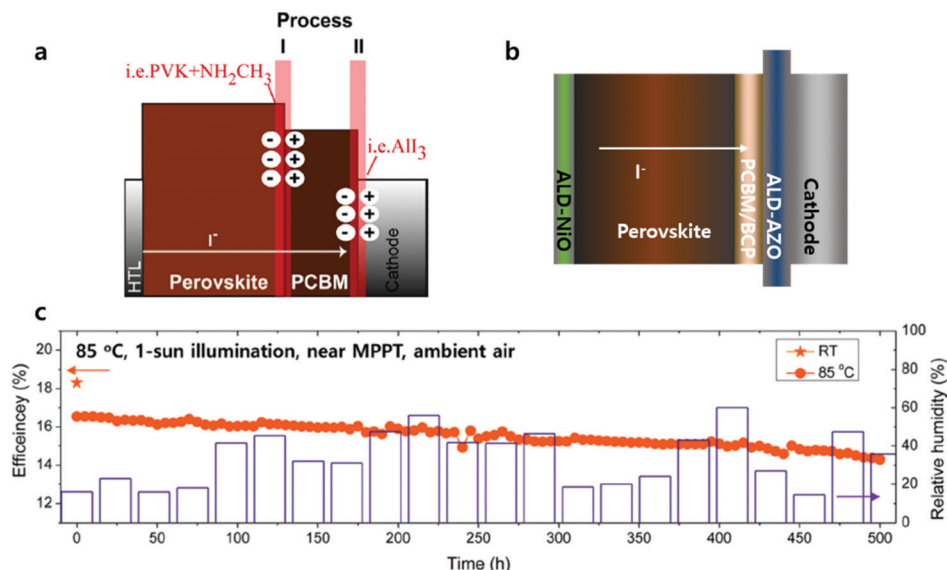 Process
a
I
II
i.e.PVK+NH₂CH₃
i.e.AlI₃
- + 
- +
- +
- +
- +
- +
I⁻
HTL
Perovskite
PCBM
Cathode
b
ALD-NiO
I⁻
Perovskite
PCBM/BCP
ALD-AZO
Cathode
c
85 ºC, 1-sun illumination, near MPPT, ambient air
RT
85 ºC
Efficeincey (%)
20
18
16
14
12
Relative humidity (%)
100
80
60
40
20
0
0 50 100 150 200 250 300 350 400 450 500
Time (h)